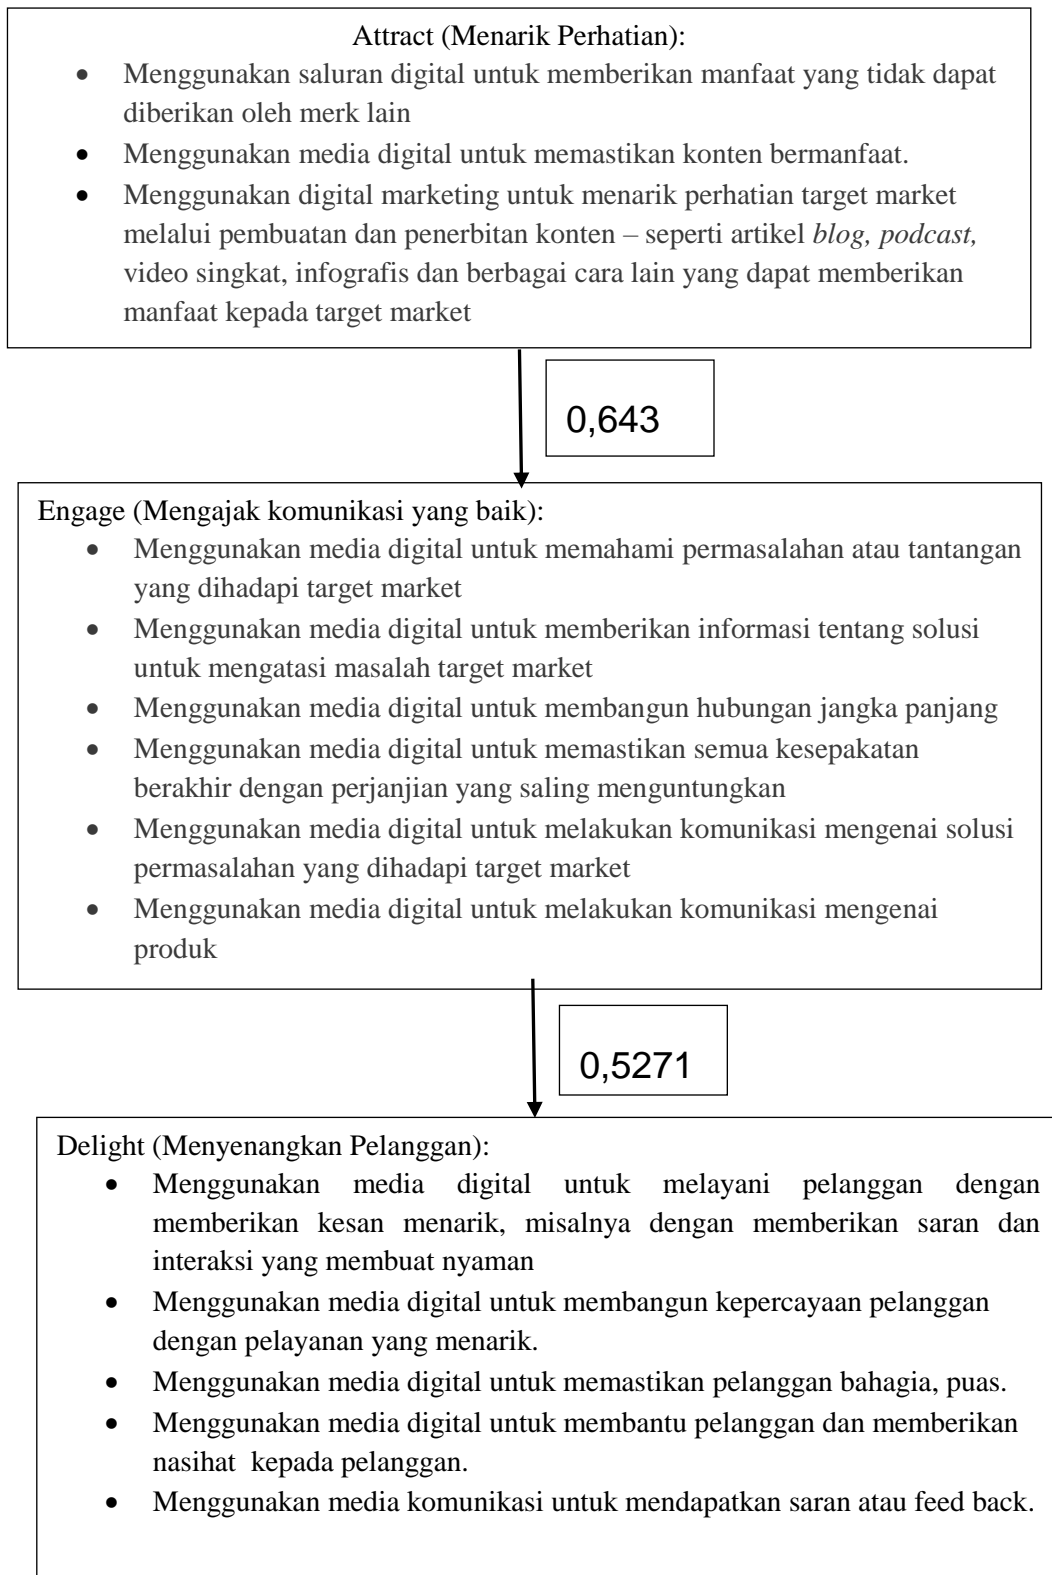 Attract (Menarik Perhatian):
• Menggunakan saluran digital untuk memberikan manfaat yang tidak dapat
diberikan oleh merk lain
• Menggunakan media digital untuk memastikan konten bermanfaat.
• Menggunakan digital marketing untuk menarik perhatian target market
melalui pembuatan dan penerbitan konten – seperti artikel blog, podcast,
video singkat, infografis dan berbagai cara lain yang dapat memberikan
manfaat kepada target market
0,643
Engage (Mengajak komunikasi yang baik):
• Menggunakan media digital untuk memahami permasalahan atau tantangan
yang dihadapi target market
• Menggunakan media digital untuk memberikan informasi tentang solusi
untuk mengatasi masalah target market
• Menggunakan media digital untuk membangun hubungan jangka panjang
• Menggunakan media digital untuk memastikan semua kesepakatan
berakhir dengan perjanjian yang saling menguntungkan
• Menggunakan media digital untuk melakukan komunikasi mengenai solusi
permasalahan yang dihadapi target market
• Menggunakan media digital untuk melakukan komunikasi mengenai
produk
0,5271
Delight (Menyenangkan Pelanggan):
• Menggunakan media digital untuk melayani pelanggan dengan
memberikan kesan menarik, misalnya dengan memberikan saran dan
interaksi yang membuat nyaman
• Menggunakan media digital untuk membangun kepercayaan pelanggan
dengan pelayanan yang menarik.
• Menggunakan media digital untuk memastikan pelanggan bahagia, puas.
• Menggunakan media digital untuk membantu pelanggan dan memberikan
nasihat kepada pelanggan.
• Menggunakan media komunikasi untuk mendapatkan saran atau feed back.